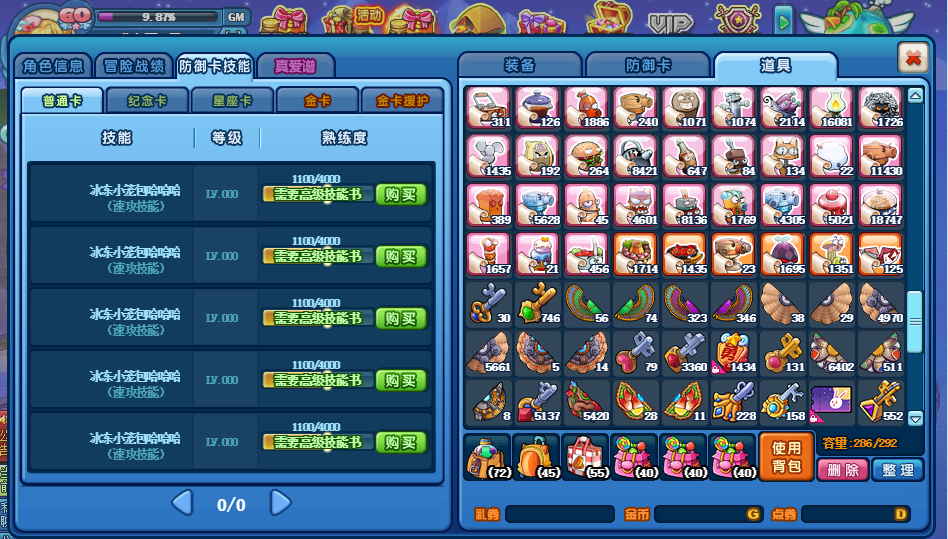 60
9.87%
GM
活动
VIP
角色信息
冒险战绩
防御卡技能
真爱谱
普通卡
纪念卡
星座卡
金卡
金卡援护
技能
等级
熟练度
冰冻小笼包哈哈哈
(速攻技能)
LV.000
1100/4000
需要高级技能书
购买
冰冻小笼包哈哈哈
(速攻技能)
LV.000
1100/4000
需要高级技能书
购买
冰冻小笼包哈哈哈
(速攻技能)
LV.000
1100/4000
需要高级技能书
购买
冰冻小笼包哈哈哈
(速攻技能)
LV.000
1100/4000
需要高级技能书
购买
冰冻小笼包哈哈哈
(速攻技能)
LV.000
1100/4000
需要高级技能书
购买
0/0
装备
防御卡
道具
311 126 1886 240 1071 1074 2114 16081 1726
1435 192 264 8421 647 84 134 22 11430
389 5628 45 4601 8136 1769 4305 5021 18747
1657 21 456 1714 1435 23 1695 1351 125
30 746 56 74 323 346 38 29 4970
5661 5 14 79 3360 1434 131 6402 511
8 5137 5420 28 11 228 158 552
(72) (45) (55) (40) (40) (40)
使用背包
容量:286/292
删除
整理
礼券
金币
G
点券
D